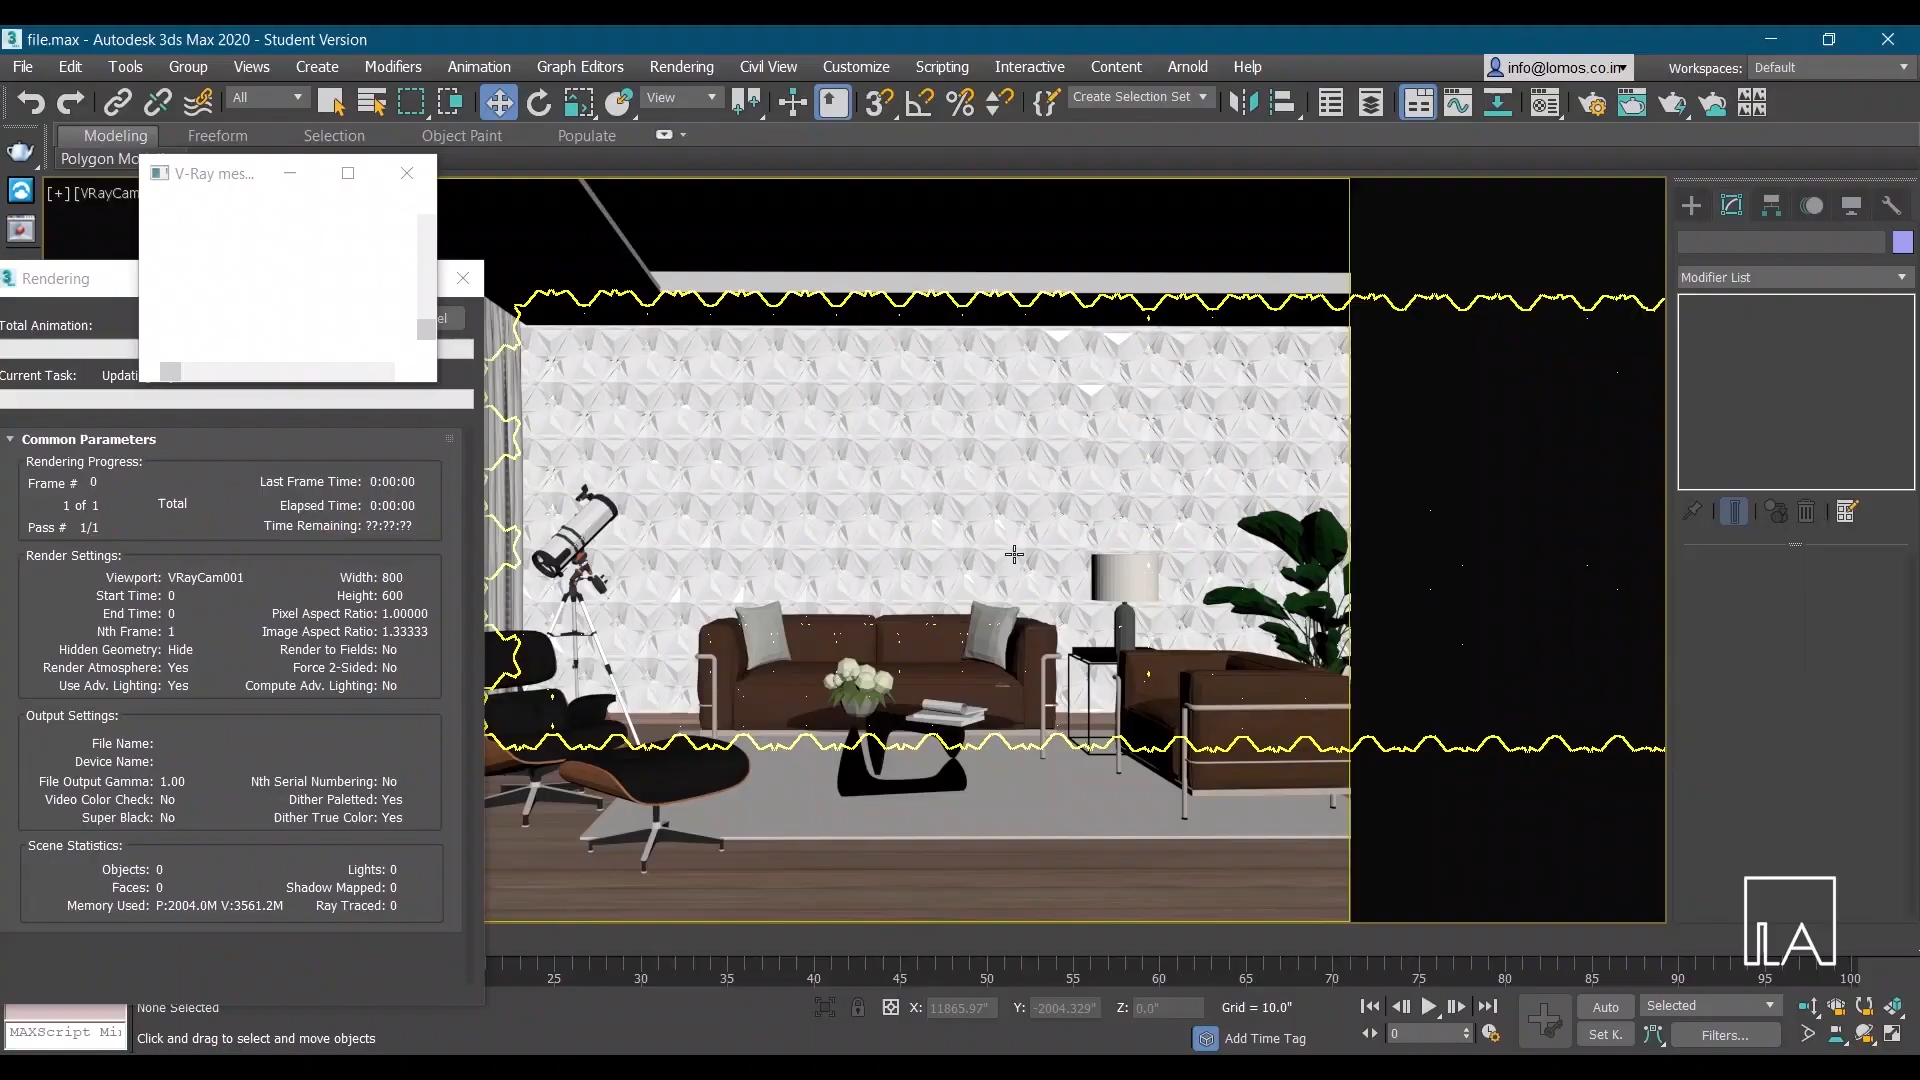 file.max - Autodesk 3ds Max 2020 - Student Version
File Edit Tools Group Views Create Modifiers Animation Graph Editors Rendering Civil View Customize Scripting Interactive Content Arnold Help
info@lomos.co.in
Workspaces: Default
All
View
Create Selection Set
Modeling Freeform Selection Object Paint Populate
Polygon Mo
V-Ray mes...
[+][VRayCam
Modifier List
Rendering
Total Animation:
el
Current Task: Updati
Common Parameters
Rendering Progress:
Frame # 0
Last Frame Time: 0:00:00
1 of 1 Total
Elapsed Time: 0:00:00
Pass # 1/1
Time Remaining: ??:??:??
Render Settings:
Viewport: VRayCam001
Width: 800
Start Time: 0
Height: 600
End Time: 0
Pixel Aspect Ratio: 1.00000
Nth Frame: 1
Image Aspect Ratio: 1.33333
Hidden Geometry: Hide
Render to Fields: No
Render Atmosphere: Yes
Force 2-Sided: No
Use Adv. Lighting: Yes
Compute Adv. Lighting: No
Output Settings:
File Name:
Device Name:
File Output Gamma: 1.00
Nth Serial Numbering: No
Video Color Check: No
Dither Paletted: Yes
Super Black: No
Dither True Color: Yes
Scene Statistics:
Objects: 0
Lights: 0
Faces: 0
Shadow Mapped: 0
Memory Used: P:2004.0M V:3561.2M
Ray Traced: 0
25 30 35 40 45 50 55 60 65 70 75 80 85 90 95 100
None Selected
X: 11865.97" Y: -2004.329" Z: 0.0" Grid = 10.0"
Auto Selected
MAXScript Mi
Click and drag to select and move objects
Add Time Tag
0
Set K. Filters...